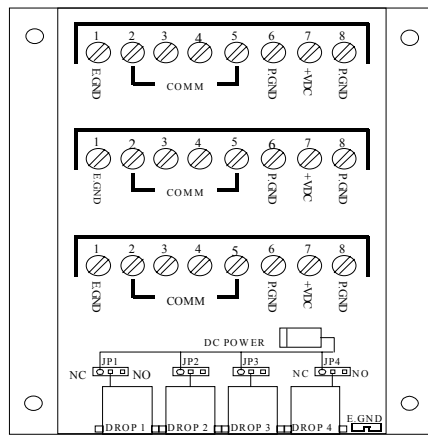 1 2 3 4 5 6 7 8
E.GND COMM P.GND +VDC P.GND
1 2 3 4 5 6 7 8
E.GND COMM P.GND +VDC P.GND
1 2 3 4 5 6 7 8
E.GND COMM P.GND +VDC P.GND
DC POWER
JP1 JP2 JP3 JP4
NC NO NC NO
E.GND
DROP 1 DROP 2 DROP 3 DROP 4